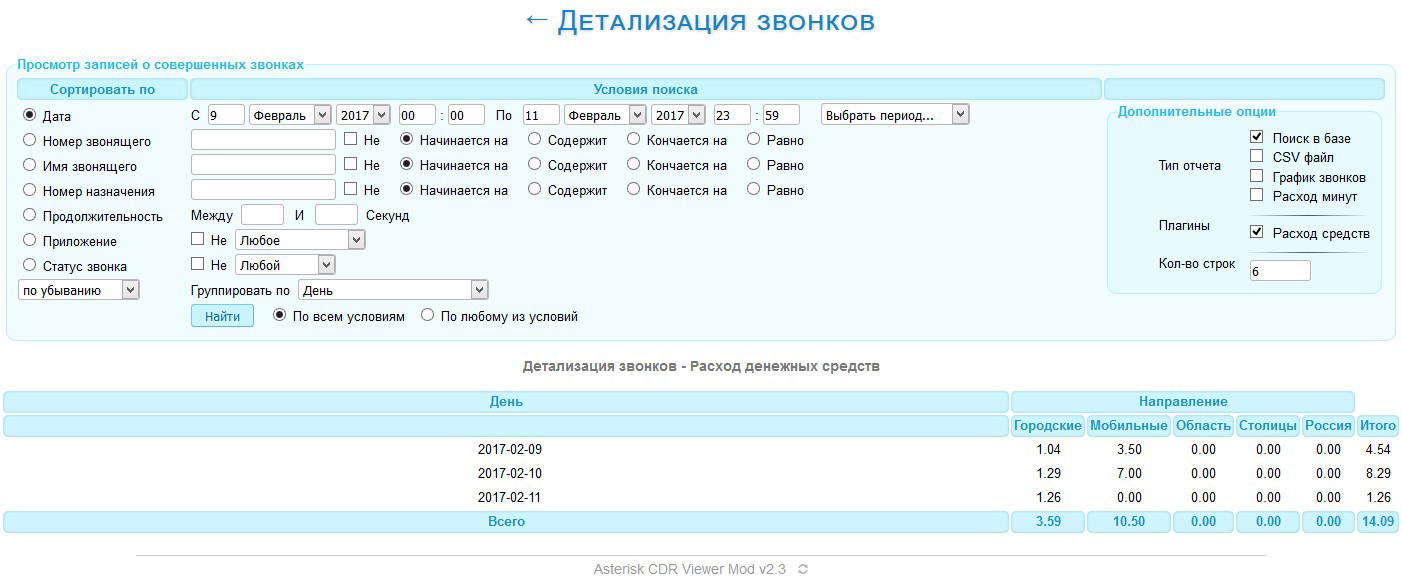 ← Детализация звонков
Просмотр записей о совершенных звонках
Сортировать по Условия поиска
Дата С 9 Февраль 2017 00 : 00 По 11 Февраль 2017 23 : 59 Выбрать период...
Дополнительные опции
Номер звонящего Не Начинается на Содержит Кончается на Равно
Имя звонящего Не Начинается на Содержит Кончается на Равно
Номер назначения Не Начинается на Содержит Кончается на Равно
Продолжительность Между И Секунд
Приложение Не Любое
Статус звонка Не Любой
по убыванию Группировать по День
Найти По всем условиям По любому из условий
Тип отчета
Поиск в базе
CSV файл
График звонков
Расход минут
Плагины
Расход средств
Кол-во строк
6
Детализация звонков - Расход денежных средств
День Направление
Городские Мобильные Область Столицы Россия Итого
2017-02-09 1.04 3.50 0.00 0.00 0.00 4.54
2017-02-10 1.29 7.00 0.00 0.00 0.00 8.29
2017-02-11 1.26 0.00 0.00 0.00 0.00 1.26
Всего 3.59 10.50 0.00 0.00 0.00 14.09
Asterisk CDR Viewer Mod v2.3